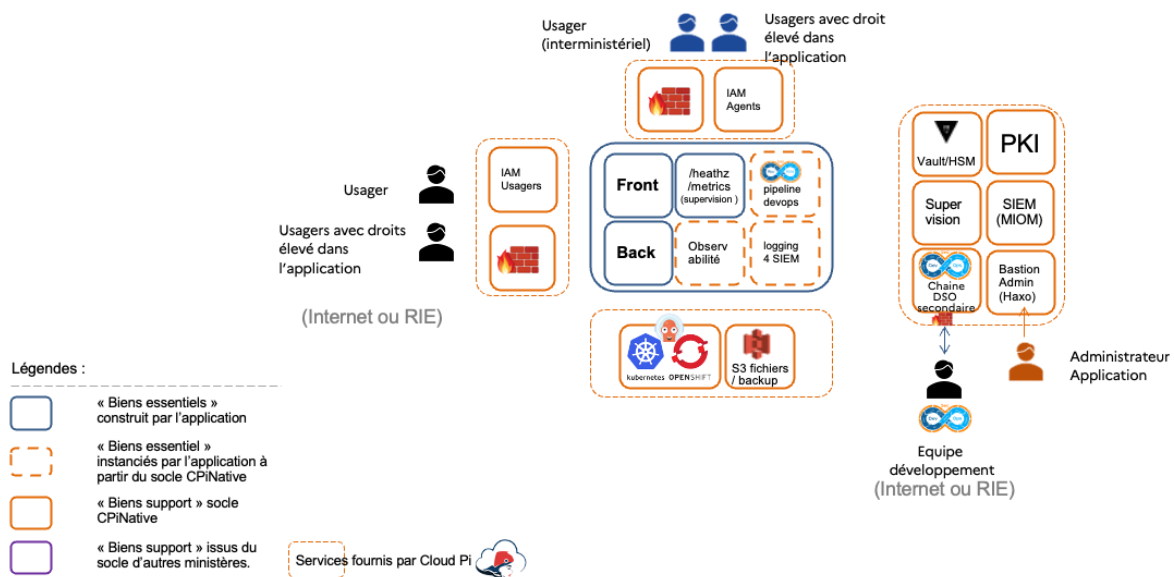 Usager
(interministériel)
Usagers avec droit
élevé dans
l'application
IAM
Agents
Vault/HSM
PKI
Super
vision
SIEM
(MIOM)
Chaine
DSO
secondaire
Bastion
Admin
(Haxo)
IAM
Usagers
Usager
Usagers avec droits
élevé dans
l'application
(Internet ou RIE)
Front
/heathz
/metrics
(supervision )
pipeline
devops
Back
Observ
abilité
logging
4 SIEM
kubernetes
OPENSHIFT
S3 fichiers
/ backup
Administrateur
Application
Equipe
développement
(Internet ou RIE)
Légendes :
« Biens essentiels »
construit par l'application
« Biens essentiel »
instanciés par l'application à
partir du socle CPiNative
« Biens support » socle
CPiNative
« Biens support » issus du
socle d'autres ministères.
Services fournis par Cloud Pi